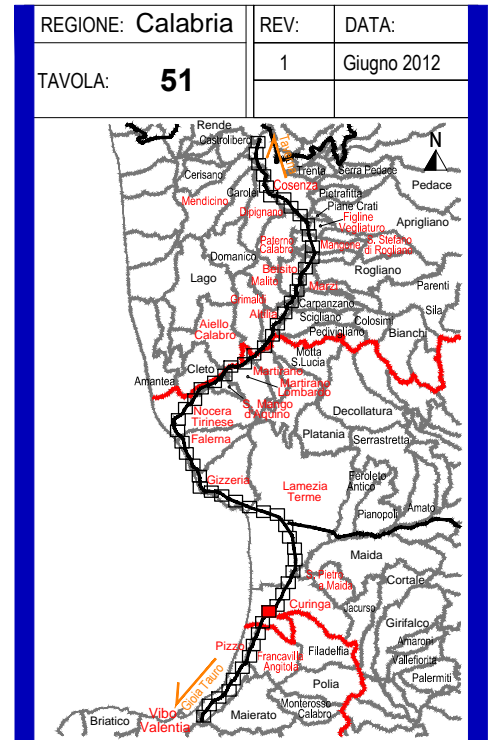 REGIONE: Calabria
REV:
DATA:
TAVOLA: 51
1
Giugno 2012
N
Rende
Castrolibero
Taranto
Trenta
Serra Pedace
Cerisano
Cosenza
Pedace
Carolei
Pietrafitta
Mendicino
Piane Crati
Dipignano
Figline
Vegliaturo
Aprigliano
Paterno
Calabro
Mangone
S. Stefano
di Rogliano
Domanico
Belsito
Rogliano
Lago
Malito
Marzi
Parenti
Grimaldi
Carpanzano
Sila
Altilia
Scigliano
Colosimi
Aiello
Calabro
Pedivigliano
Bianchi
Motta
S.Lucia
Cleto
Martirano
Amantea
Martirano
Lombardo
S. Mango
d'Aquino
Nocera
Tirinese
Decollatura
Falerna
Platania
Serrastretta
Gizzeria
Lamezia
Terme
Feroleto
Antico
Pianopoli
Amato
Maida
S. Pietro
a Maida
Cortale
Curinga
Jacurso
Girifalco
Pizzo
Francavilla
Angitola
Filadelfia
Amaroni
Vallefiorita
Gioia Tauro
Polia
Palermiti
Vibo
Valentia
Monterosso
Calabro
Briatico
Maierato